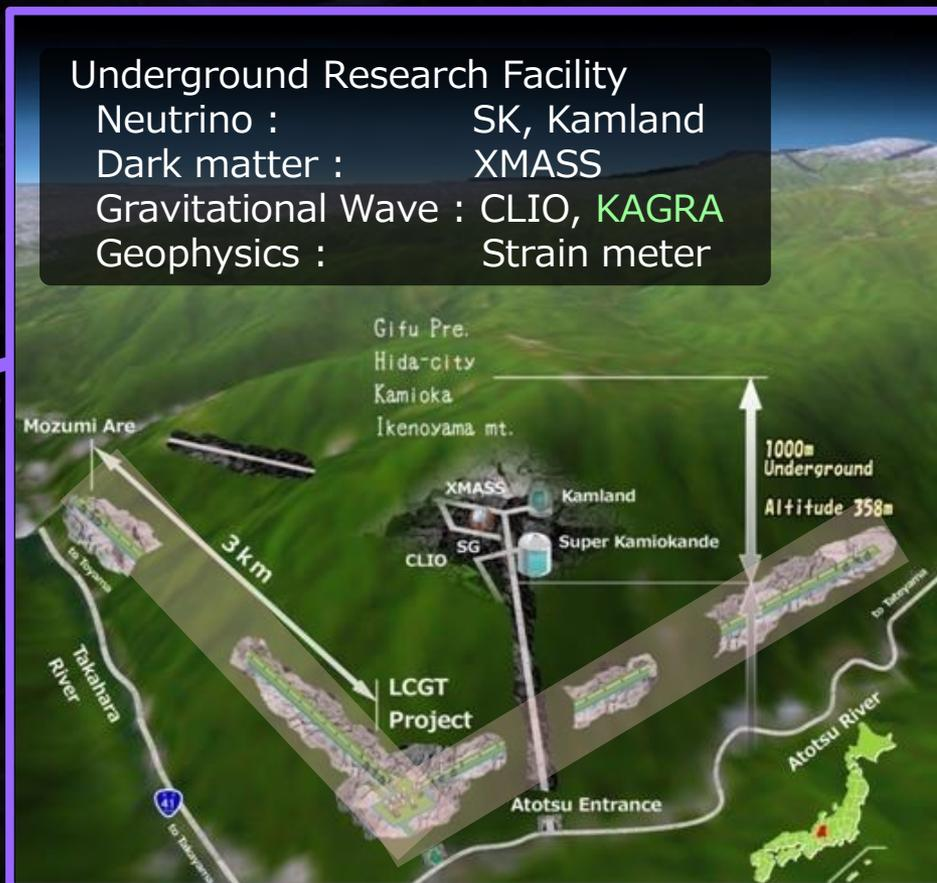 Underground Research Facility
Neutrino : SK, Kamland
Dark matter : XMASS
Gravitational Wave : CLIO, KAGRA
Geophysics : Strain meter
Gifu Pre.
Hida-city
Kamioka
Ikenoyama mt.
Mozumi Are
1000m
Underground
Altitude 358m
XMASS
Kamland
SG
CLIO
Super Kamiokande
3km
to Toyama
to Tateyama
Takahara
River
LCGT
Project
Atotsu River
41
Atotsu Entrance
to Takayama